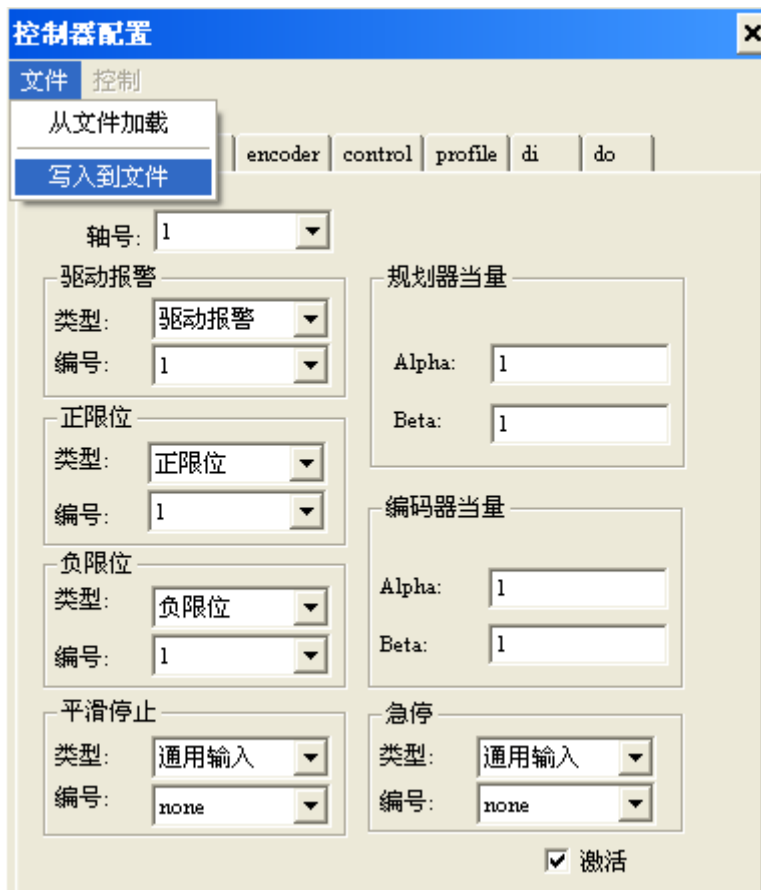 控制器配置
文件 控制
从文件加载
写入到文件
encoder control profile di do
轴号: 1
驱动报警
类型: 驱动报警
编号: 1
正限位
类型: 正限位
编号: 1
负限位
类型: 负限位
编号: 1
平滑停止
类型: 通用输入
编号: none
规划器当量
Alpha: 1
Beta: 1
编码器当量
Alpha: 1
Beta: 1
急停
类型: 通用输入
编号: none
激活